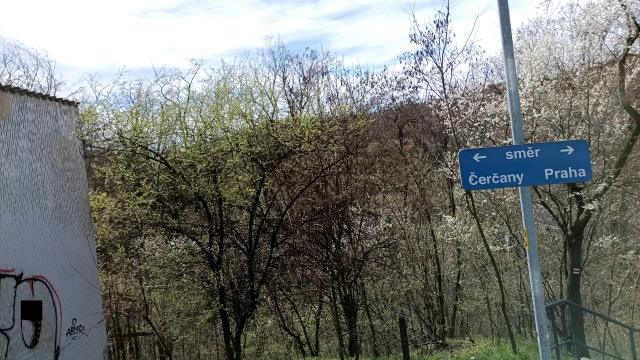 ← směr →
Čerčany Praha